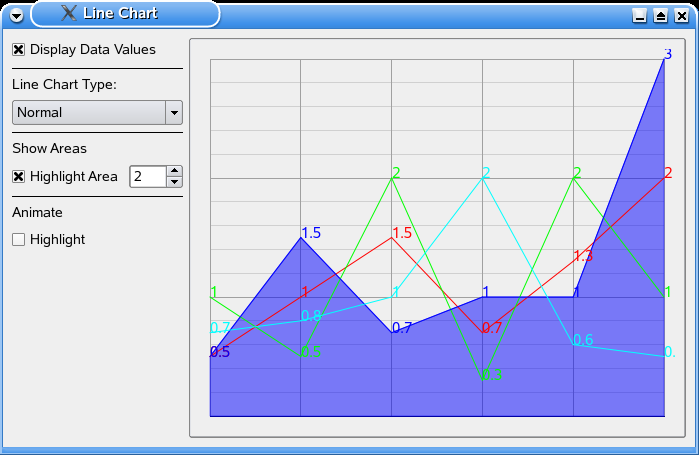 Line Chart
Display Data Values
Line Chart Type:
Normal
Show Areas
Highlight Area 2
Animate
Highlight
3
2 2 2 2
1.5 1.5
1.3
1 1 1 1 1 1
0.8
0.7 0.7 0.7
0.6
0.5 0.5 0.5 0.
0.3